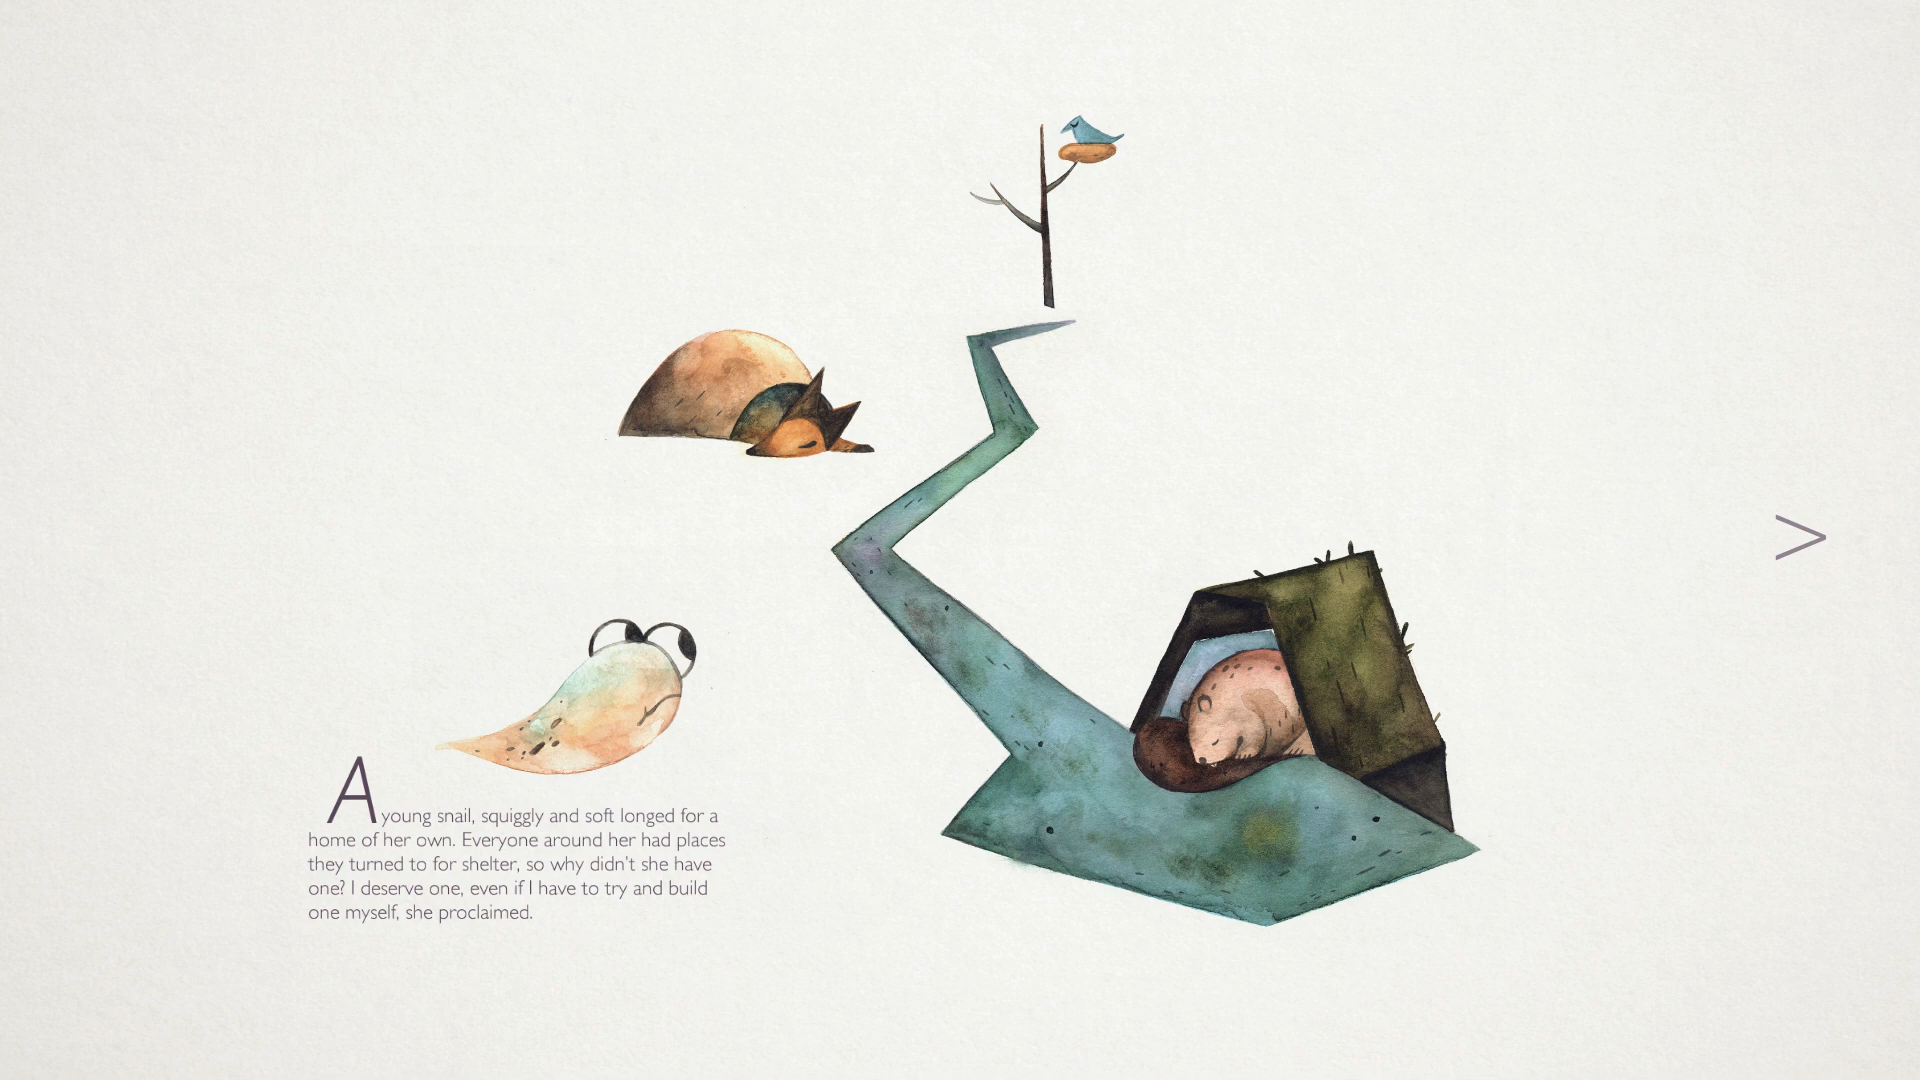 A young snail, squiggly and soft longed for a
home of her own. Everyone around her had places
they turned to for shelter, so why didn't she have
one? I deserve one, even if I have to try and build
one myself, she proclaimed.
>